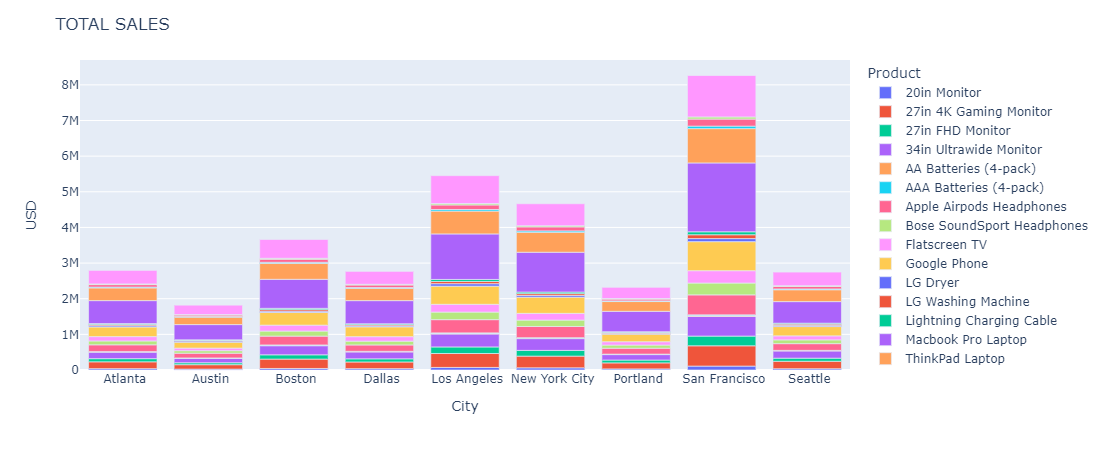 TOTAL SALES
USD
8M
7M
6M
5M
4M
3M
2M
1M
0
Atlanta
Austin
Boston
Dallas
Los Angeles
New York City
Portland
San Francisco
Seattle
City
Product
20in Monitor
27in 4K Gaming Monitor
27in FHD Monitor
34in Ultrawide Monitor
AA Batteries (4-pack)
AAA Batteries (4-pack)
Apple Airpods Headphones
Bose SoundSport Headphones
Flatscreen TV
Google Phone
LG Dryer
LG Washing Machine
Lightning Charging Cable
Macbook Pro Laptop
ThinkPad Laptop